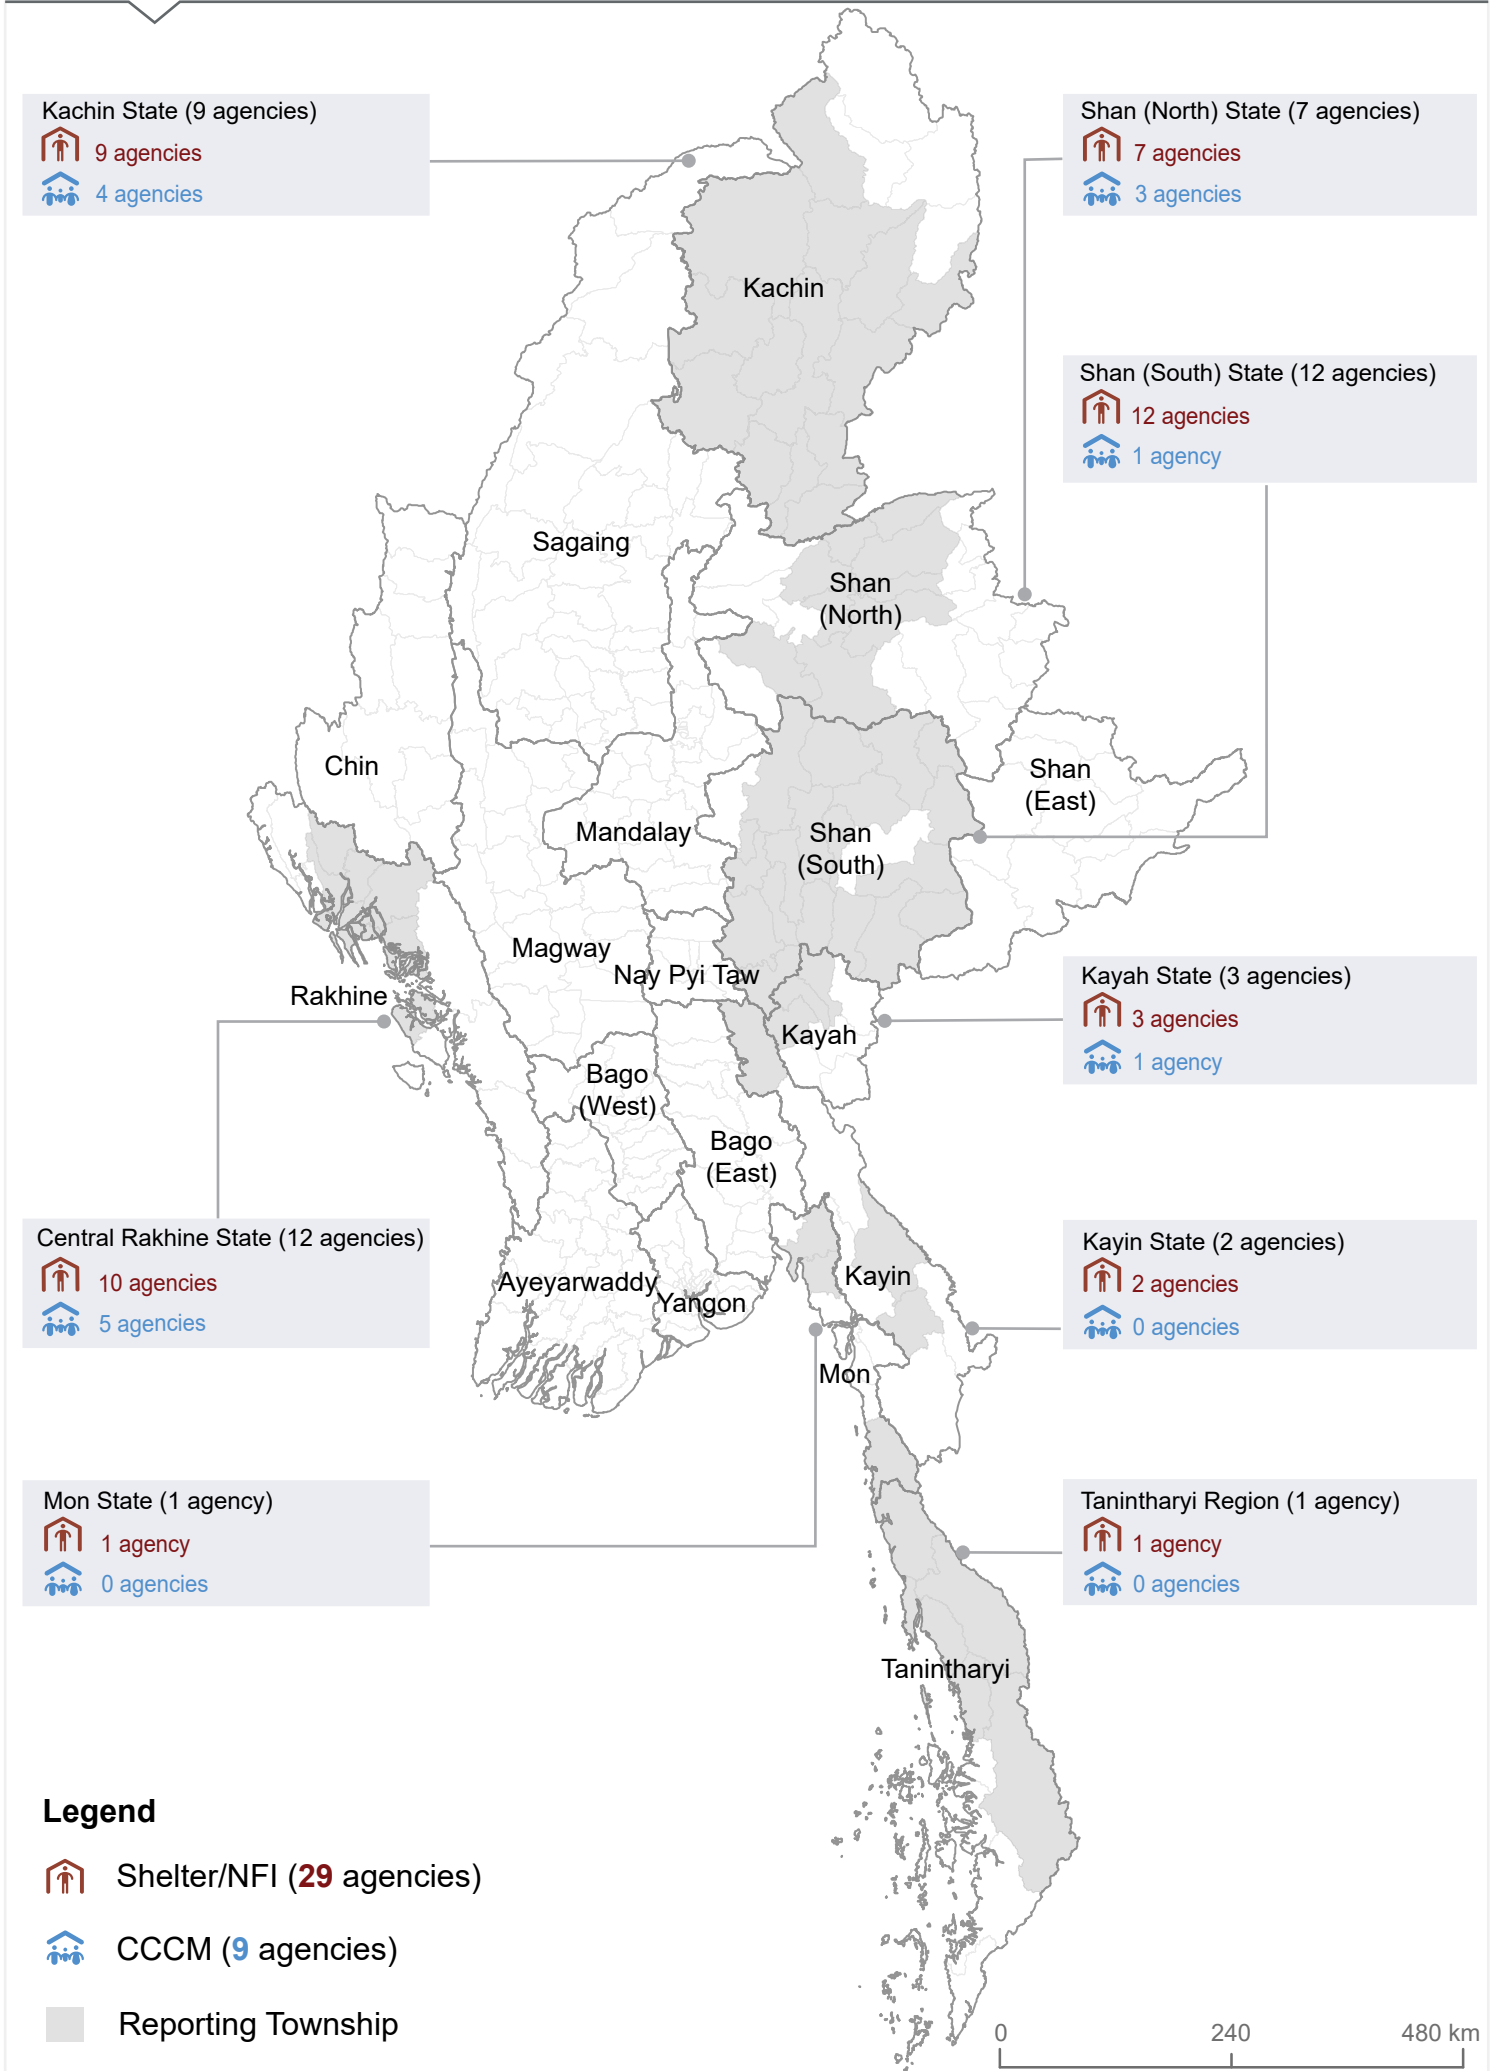 Kachin State (9 agencies)
9 agencies
4 agencies
Shan (North) State (7 agencies)
7 agencies
3 agencies
Kachin
Shan (South) State (12 agencies)
12 agencies
1 agency
Sagaing
Shan
(North)
Chin
Shan
(East)
Mandalay
Shan
(South)
Magway
Nay Pyi Taw
Rakhine
Kayah State (3 agencies)
3 agencies
1 agency
Kayah
Bago
(West)
Bago
(East)
Central Rakhine State (12 agencies)
10 agencies
5 agencies
Ayeyarwaddy
Yangon
Kayin
Kayin State (2 agencies)
2 agencies
0 agencies
Mon
Mon State (1 agency)
1 agency
0 agencies
Tanintharyi Region (1 agency)
1 agency
0 agencies
Tanintharyi
Legend
Shelter/NFI (29 agencies)
CCCM (9 agencies)
Reporting Township
0 240 480 km